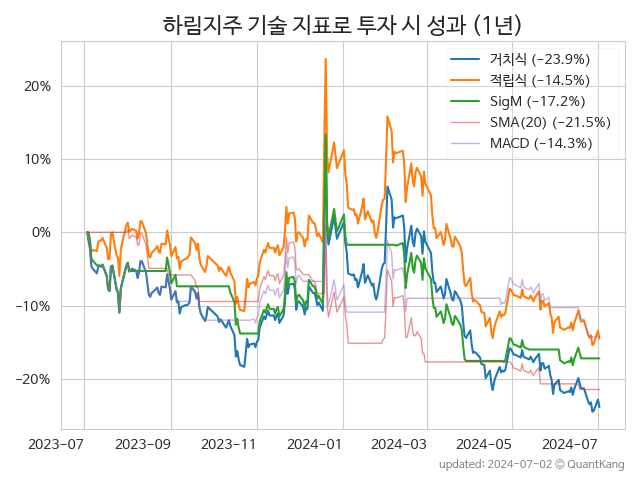 하림지주 기술 지표로 투자 시 성과 (1년)
거치식 (−23.9%)
적립식 (−14.5%)
SigM (−17.2%)
SMA(20) (−21.5%)
MACD (−14.3%)
20%
10%
0%
−10%
−20%
2023-07 2023-09 2023-11 2024-01 2024-03 2024-05 2024-07
updated: 2024-07-02 © QuantKang